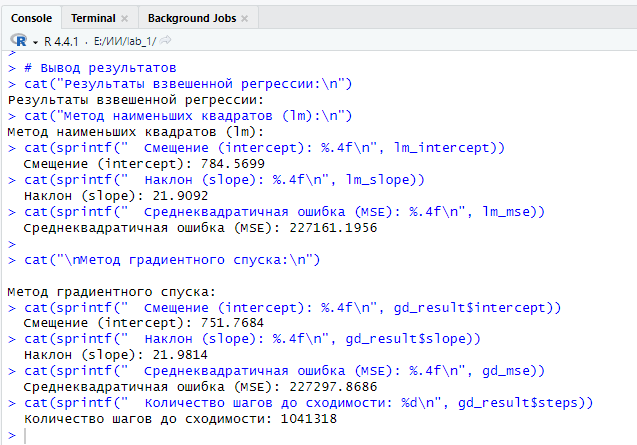 Console Terminal × Background Jobs ×
R R 4.4.1 · E:/ИИ/lab_1/
>
> # Вывод результатов
> cat("Результаты взвешенной регрессии:\n")
Результаты взвешенной регрессии:
> cat("Метод наименьших квадратов (lm):\n")
Метод наименьших квадратов (lm):
> cat(sprintf("  Смещение (intercept): %.4f\n", lm_intercept))
  Смещение (intercept): 784.5699
> cat(sprintf("  Наклон (slope): %.4f\n", lm_slope))
  Наклон (slope): 21.9092
> cat(sprintf("  Среднеквадратичная ошибка (MSE): %.4f\n", lm_mse))
  Среднеквадратичная ошибка (MSE): 227161.1956
>
> cat("\nМетод градиентного спуска:\n")

Метод градиентного спуска:
> cat(sprintf("  Смещение (intercept): %.4f\n", gd_result$intercept))
  Смещение (intercept): 751.7684
> cat(sprintf("  Наклон (slope): %.4f\n", gd_result$slope))
  Наклон (slope): 21.9814
> cat(sprintf("  Среднеквадратичная ошибка (MSE): %.4f\n", gd_mse))
  Среднеквадратичная ошибка (MSE): 227297.8686
> cat(sprintf("  Количество шагов до сходимости: %d\n", gd_result$steps))
  Количество шагов до сходимости: 1041318
>